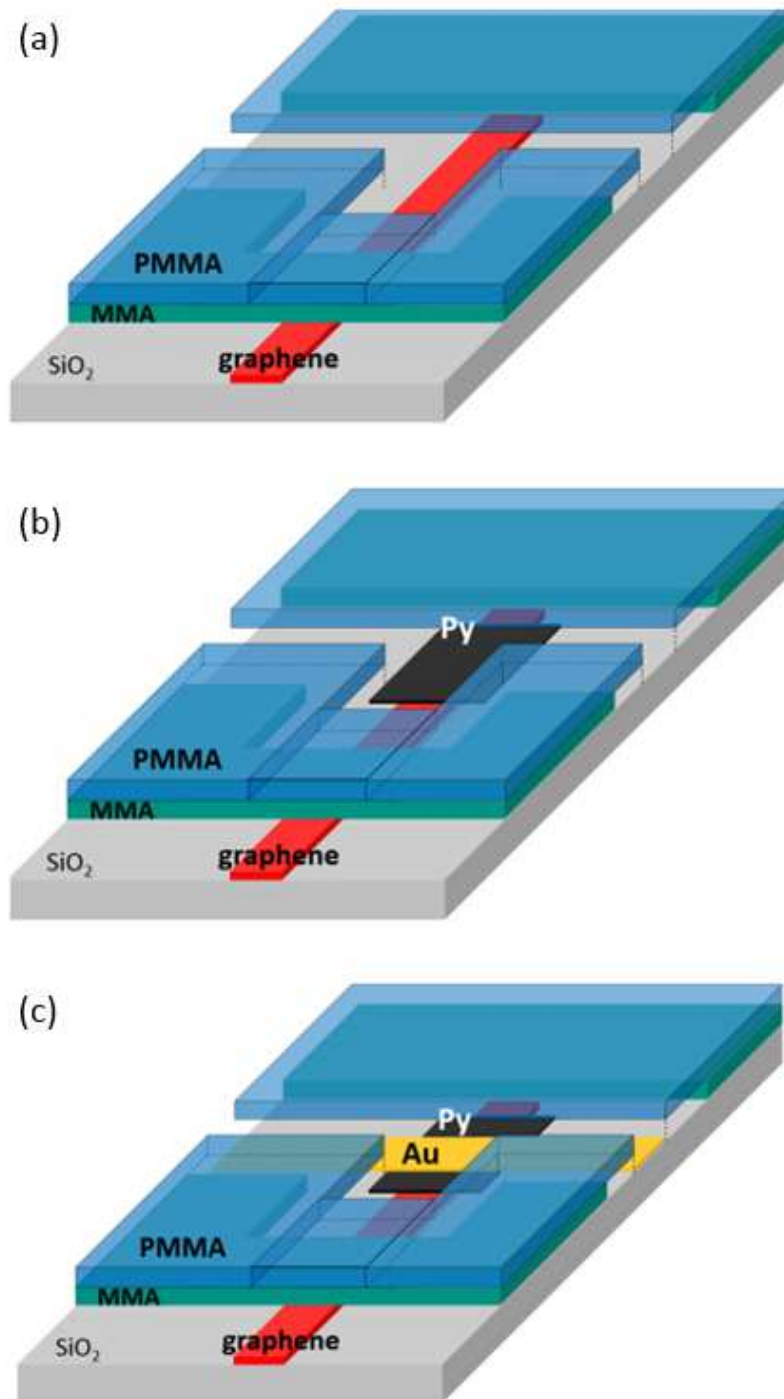 (a)
PMMA
MMA
graphene
SiO₂
(b)
Py
PMMA
MMA
graphene
SiO₂
(c)
Py
Au
PMMA
MMA
graphene
SiO₂